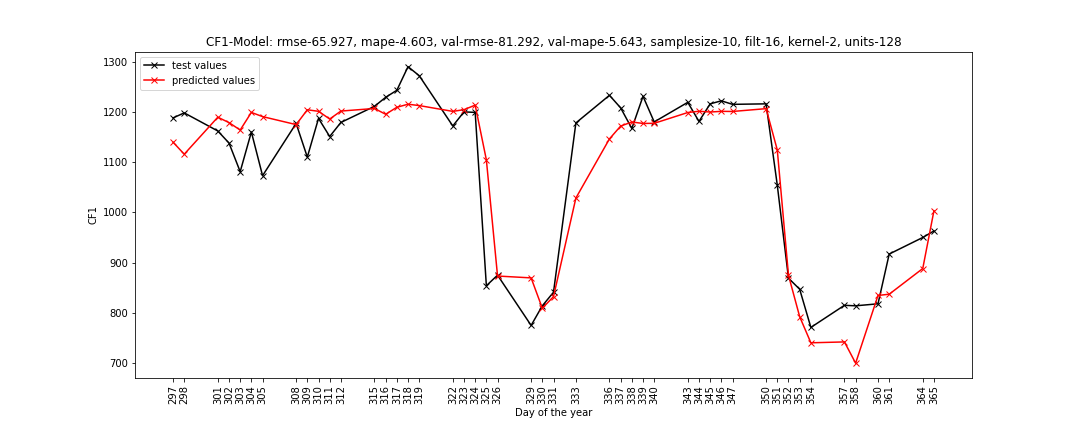 CF1-Model: rmse-65.927, mape-4.603, val-rmse-81.292, val-mape-5.643, samplesize-10, filt-16, kernel-2, units-128
test values
predicted values
1300
1200
1100
1000
900
800
700
CF1
297 298 301 302 303 304 305 308 309 310 311 312 315 316 317 318 319 322 323 324 325 326 329 330 331 333 336 337 338 339 340 343 344 345 346 347 350 351 352 353 354 357 358 360 361 364 365
Day of the year